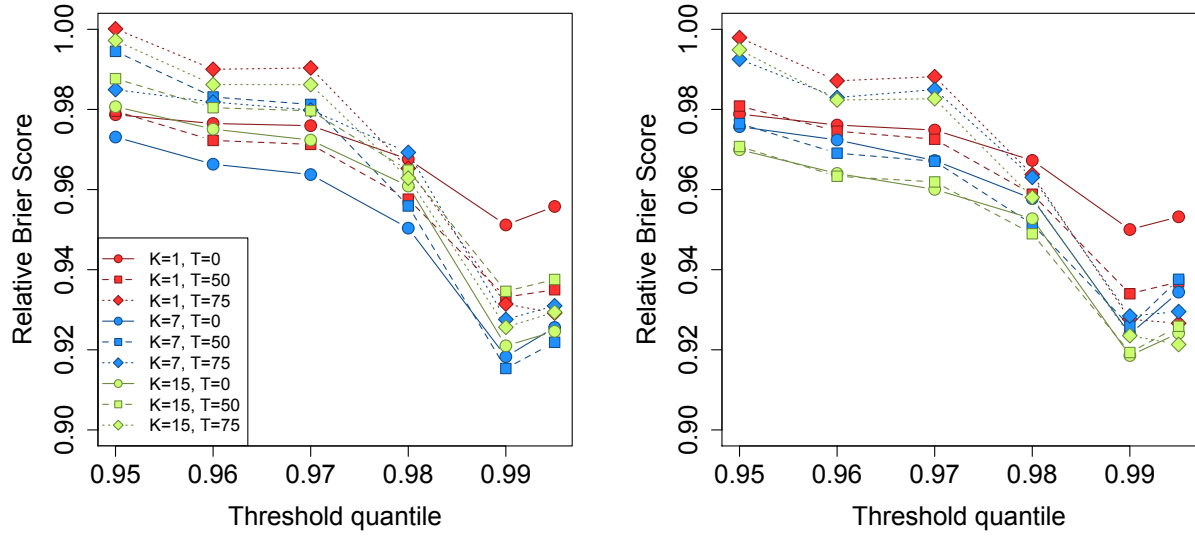 Relative Brier Score
1.00
0.98
0.96
0.94
0.92
0.90
K=1, T=0
K=1, T=50
K=1, T=75
K=7, T=0
K=7, T=50
K=7, T=75
K=15, T=0
K=15, T=50
K=15, T=75
0.95 0.96 0.97 0.98 0.99
Threshold quantile
Relative Brier Score
1.00
0.98
0.96
0.94
0.92
0.90
0.95 0.96 0.97 0.98 0.99
Threshold quantile